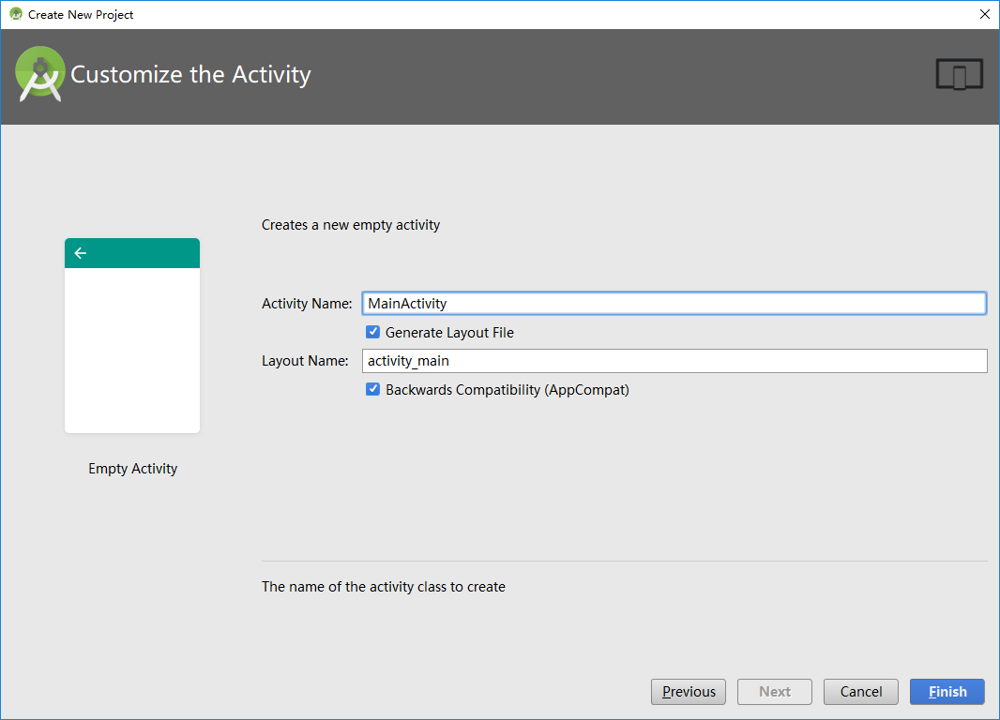 Create New Project
Customize the Activity
Creates a new empty activity
Activity Name: MainActivity
Generate Layout File
Layout Name: activity_main
Backwards Compatibility (AppCompat)
Empty Activity
The name of the activity class to create
Previous Next Cancel Finish